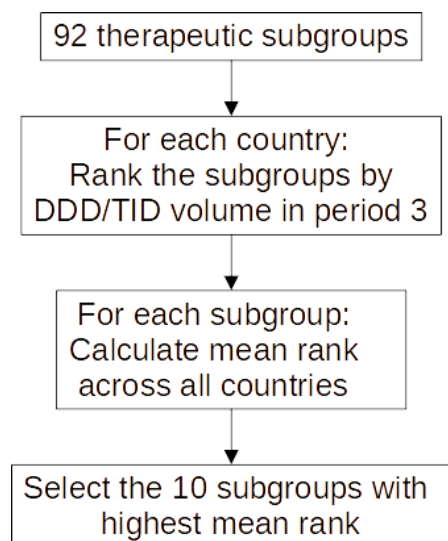 92 therapeutic subgroups
For each country:
Rank the subgroups by
DDD/TID volume in period 3
For each subgroup:
Calculate mean rank
across all countries
Select the 10 subgroups with
highest mean rank